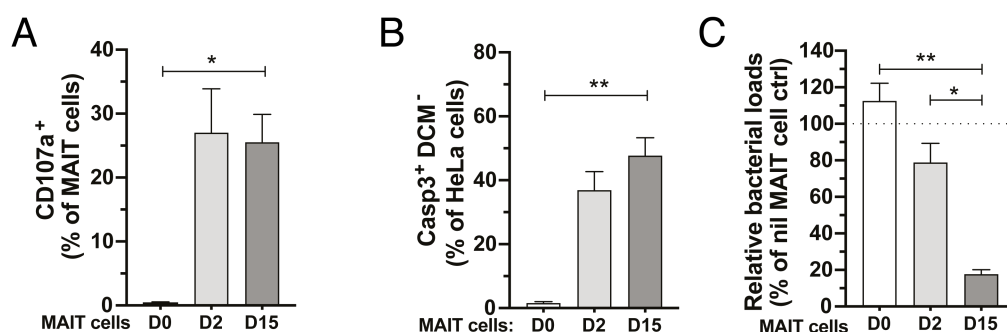 A
CD107a⁺
(% of MAIT cells)
40
30
20
10
0
*
MAIT cells D0 D2 D15
B
Casp3⁺ DCM⁻
(% of HeLa cells)
80
60
40
20
0
**
MAIT cells: D0 D2 D15
C
Relative bacterial loads
(% of nil MAIT cell ctrl)
140
120
100
80
60
40
20
0
**
*
MAIT cells D0 D2 D15